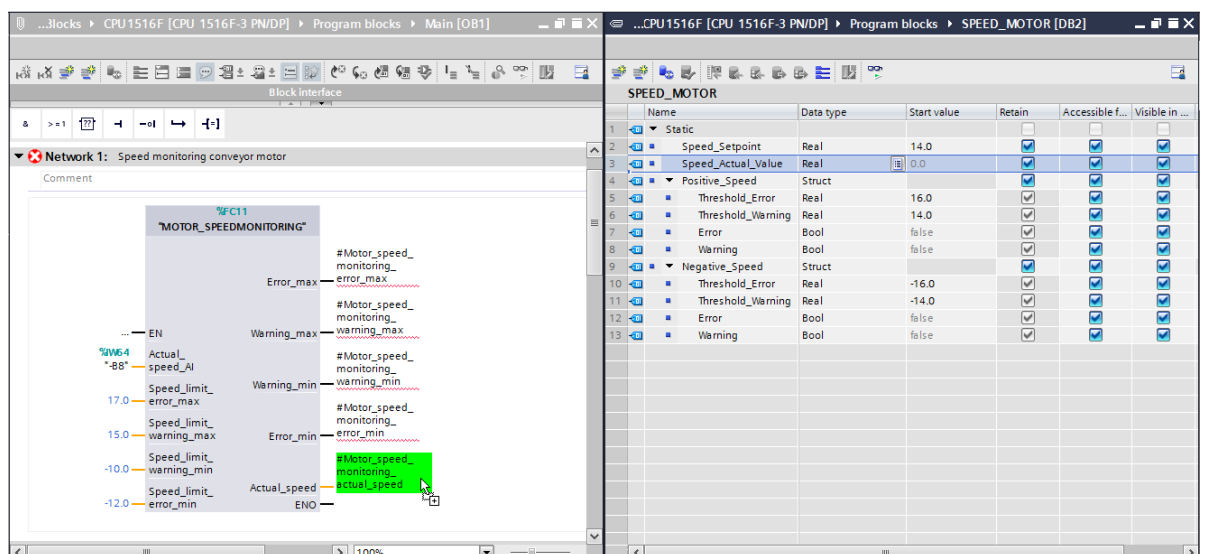 ...Blocks ▸ CPU1516F [CPU 1516F-3 PN/DP] ▸ Program blocks ▸ Main [OB1]
Block interface
& >=1 ?? -o| -[=]
Network 1: Speed monitoring conveyor motor
Comment
%FC11
"MOTOR_SPEEDMONITORING"
#Motor_speed_
monitoring_
Error_max error_max
#Motor_speed_
monitoring_
... EN Warning_max warning_max
%IW64 Actual_
"-B8" speed_AI
#Motor_speed_
monitoring_
Warning_min warning_min
Speed_limit_
17.0 error_max
#Motor_speed_
monitoring_
Speed_limit_
15.0 warning_max Error_min error_min
Speed_limit_
-10.0 warning_min
#Motor_speed_
monitoring_
Actual_speed actual_speed
Speed_limit_
-12.0 error_min ENO
100%
...CPU1516F [CPU 1516F-3 PN/DP] ▸ Program blocks ▸ SPEED_MOTOR [DB2]
SPEED_MOTOR
Name Data type Start value Retain Accessible f... Visible in ...
1 Static
2 Speed_Setpoint Real 14.0
3 Speed_Actual_Value Real 0.0
4 Positive_Speed Struct
5 Threshold_Error Real 16.0
6 Threshold_Warning Real 14.0
7 Error Bool false
8 Warning Bool false
9 Negative_Speed Struct
10 Threshold_Error Real -16.0
11 Threshold_Warning Real -14.0
12 Error Bool false
13 Warning Bool false